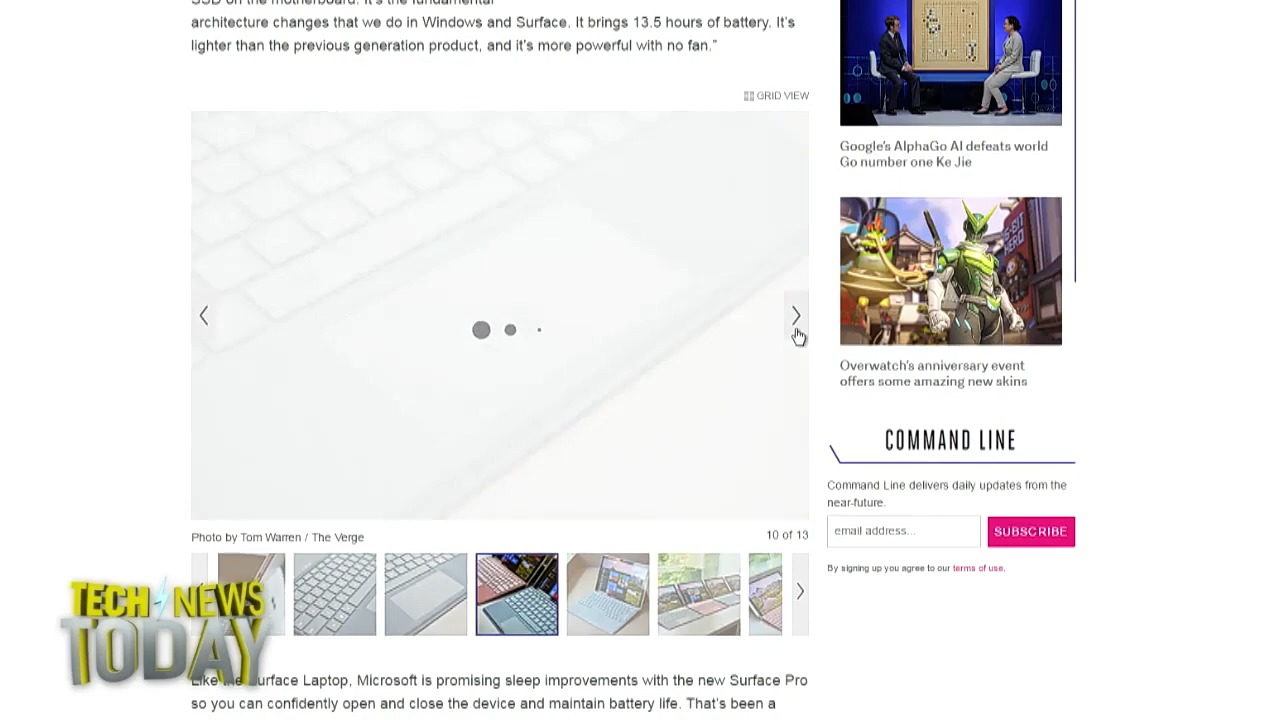 SSD on the motherboard. It's the fundamental
architecture changes that we do in Windows and Surface. It brings 13.5 hours of battery. It's
lighter than the previous generation product, and it's more powerful with no fan."
GRID VIEW
Photo by Tom Warren / The Verge
10 of 13
Like the Surface Laptop, Microsoft is promising sleep improvements with the new Surface Pro
so you can confidently open and close the device and maintain battery life. That's been a
Google's AlphaGo AI defeats world
Go number one Ke Jie
Overwatch's anniversary event
offers some amazing new skins
COMMAND LINE
Command Line delivers daily updates from the
near-future.
email address...
SUBSCRIBE
By signing up you agree to our terms of use.
TECH NEWS
TODAY